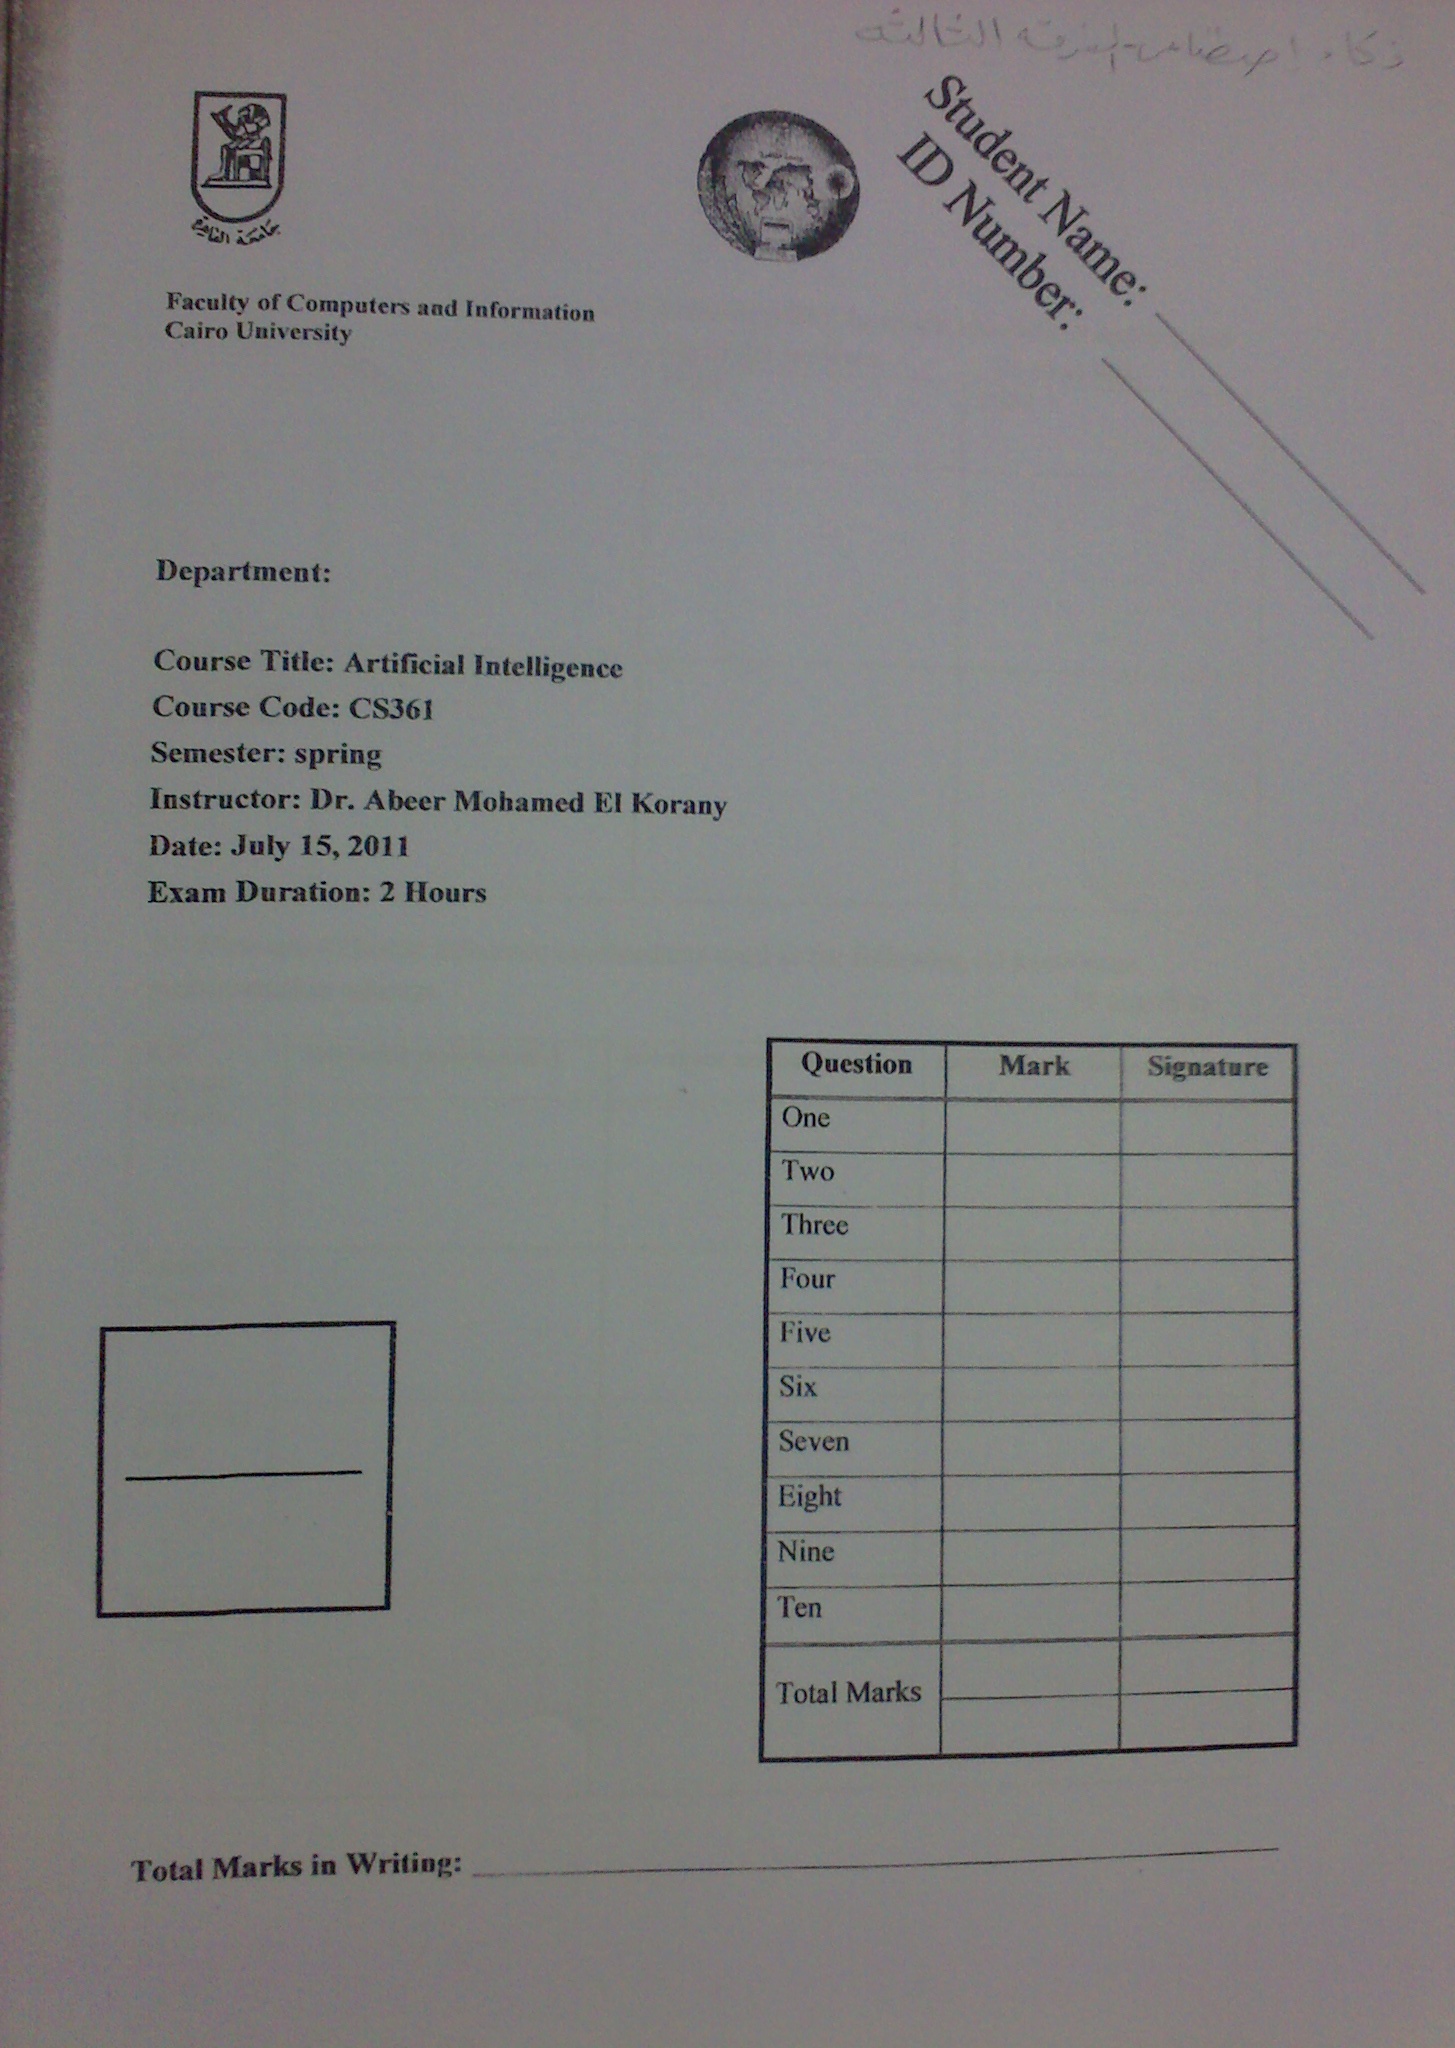 ذكاء اصطناعى الفرقه الثالثه
Student Name:
ID Number:
جامعة القاهرة
Faculty of Computers and Information
Cairo University
Department:
Course Title: Artificial Intelligence
Course Code: CS361
Semester: spring
Instructor: Dr. Abeer Mohamed El Korany
Date: July 15, 2011
Exam Duration: 2 Hours
Question Mark Signature
One
Two
Three
Four
Five
Six
Seven
Eight
Nine
Ten
Total Marks
Total Marks in Writing: